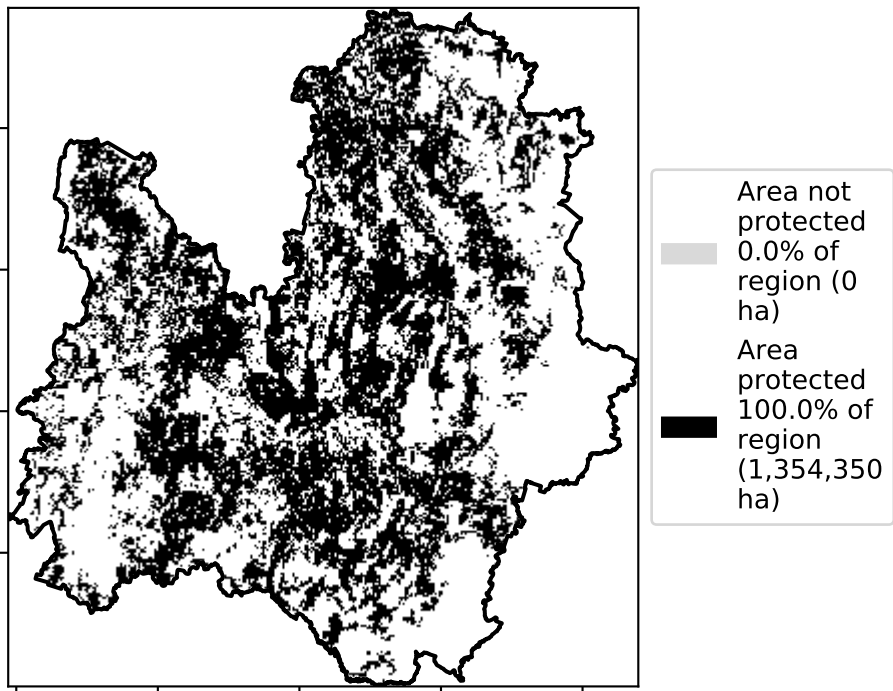 Area not
protected
0.0% of
region (0
ha)
Area
protected
100.0% of
region
(1,354,350
ha)